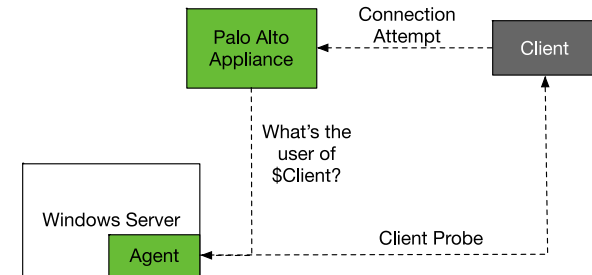 Connection
Attempt
Palo Alto
Appliance
Client
What's the
user of
$Client?
Windows Server
Agent
Client Probe